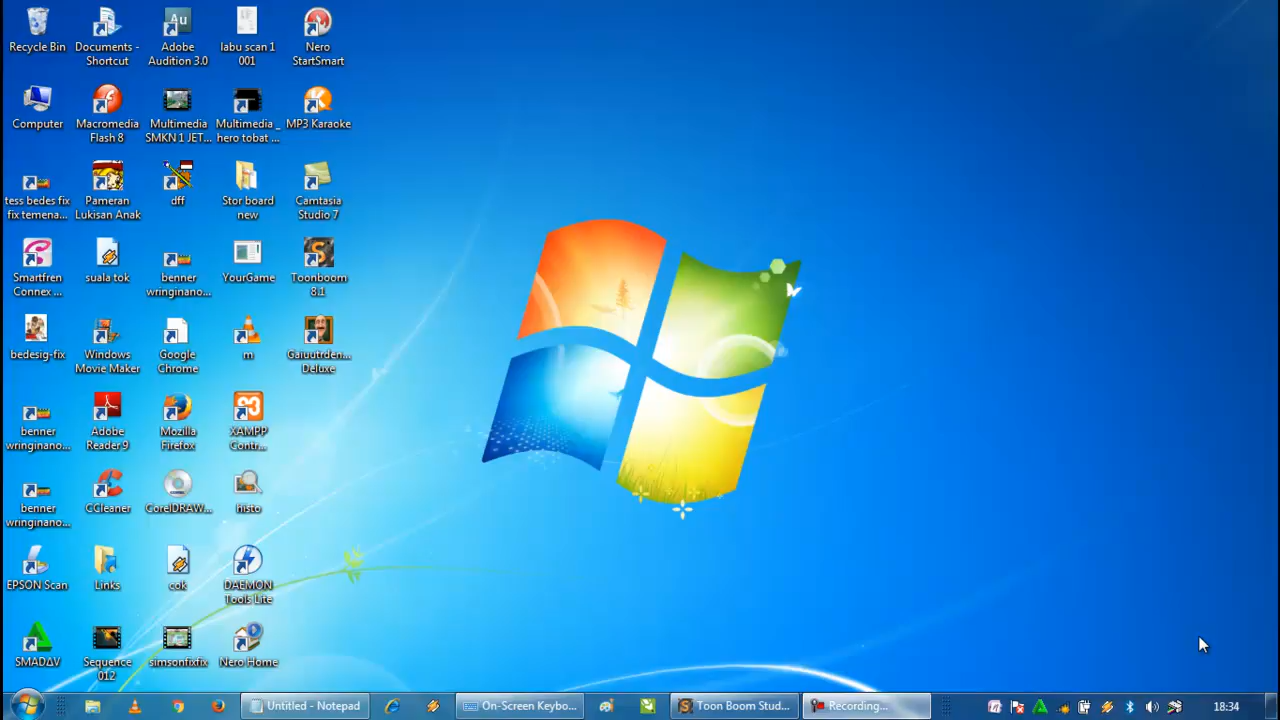 Recycle Bin
Documents -
Shortcut
Au
Adobe
Audition 3.0
labu scan 1
001
Nero
StartSmart
Computer
Macromedia
Flash 8
Multimedia
SMKN 1 JET...
Multimedia _
hero tobat ...
MP3 Karaoke
tess bedes fix
fix temena...
Pameran
Lukisan Anak
dff
Stor board
new
Camtasia
Studio 7
Smartfren
Connex ...
suala tok
benner
wringinano...
YourGame
Toonboom
8.1
bedesig-fix
Windows
Movie Maker
Google
Chrome
m
Gaiuutrden...
Deluxe
benner
wringinano...
Adobe
Reader 9
Mozilla
Firefox
XAMPP
Contr...
benner
wringinano...
CCleaner
CorelDRAW...
histo
EPSON Scan
Links
cok
DAEMON
Tools Lite
SMADΔV
Sequence
012
simsonfixfix
Nero Home
Untitled - Notepad
On-Screen Keybo...
Toon Boom Stud...
Recording...
18:34